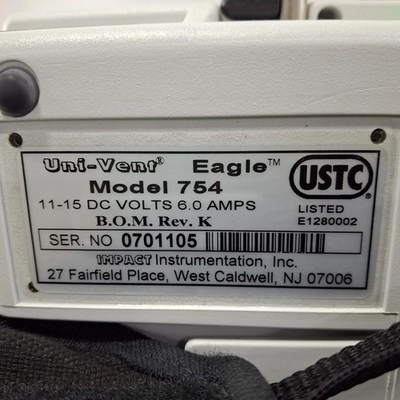 Uni-Vent® Eagle™
Model 754
11-15 DC VOLTS 6.0 AMPS
B.O.M. Rev. K
USTC
LISTED
E1280002
SER. NO 0701105
IMPACT Instrumentation, Inc.
27 Fairfield Place, West Caldwell, NJ 07006